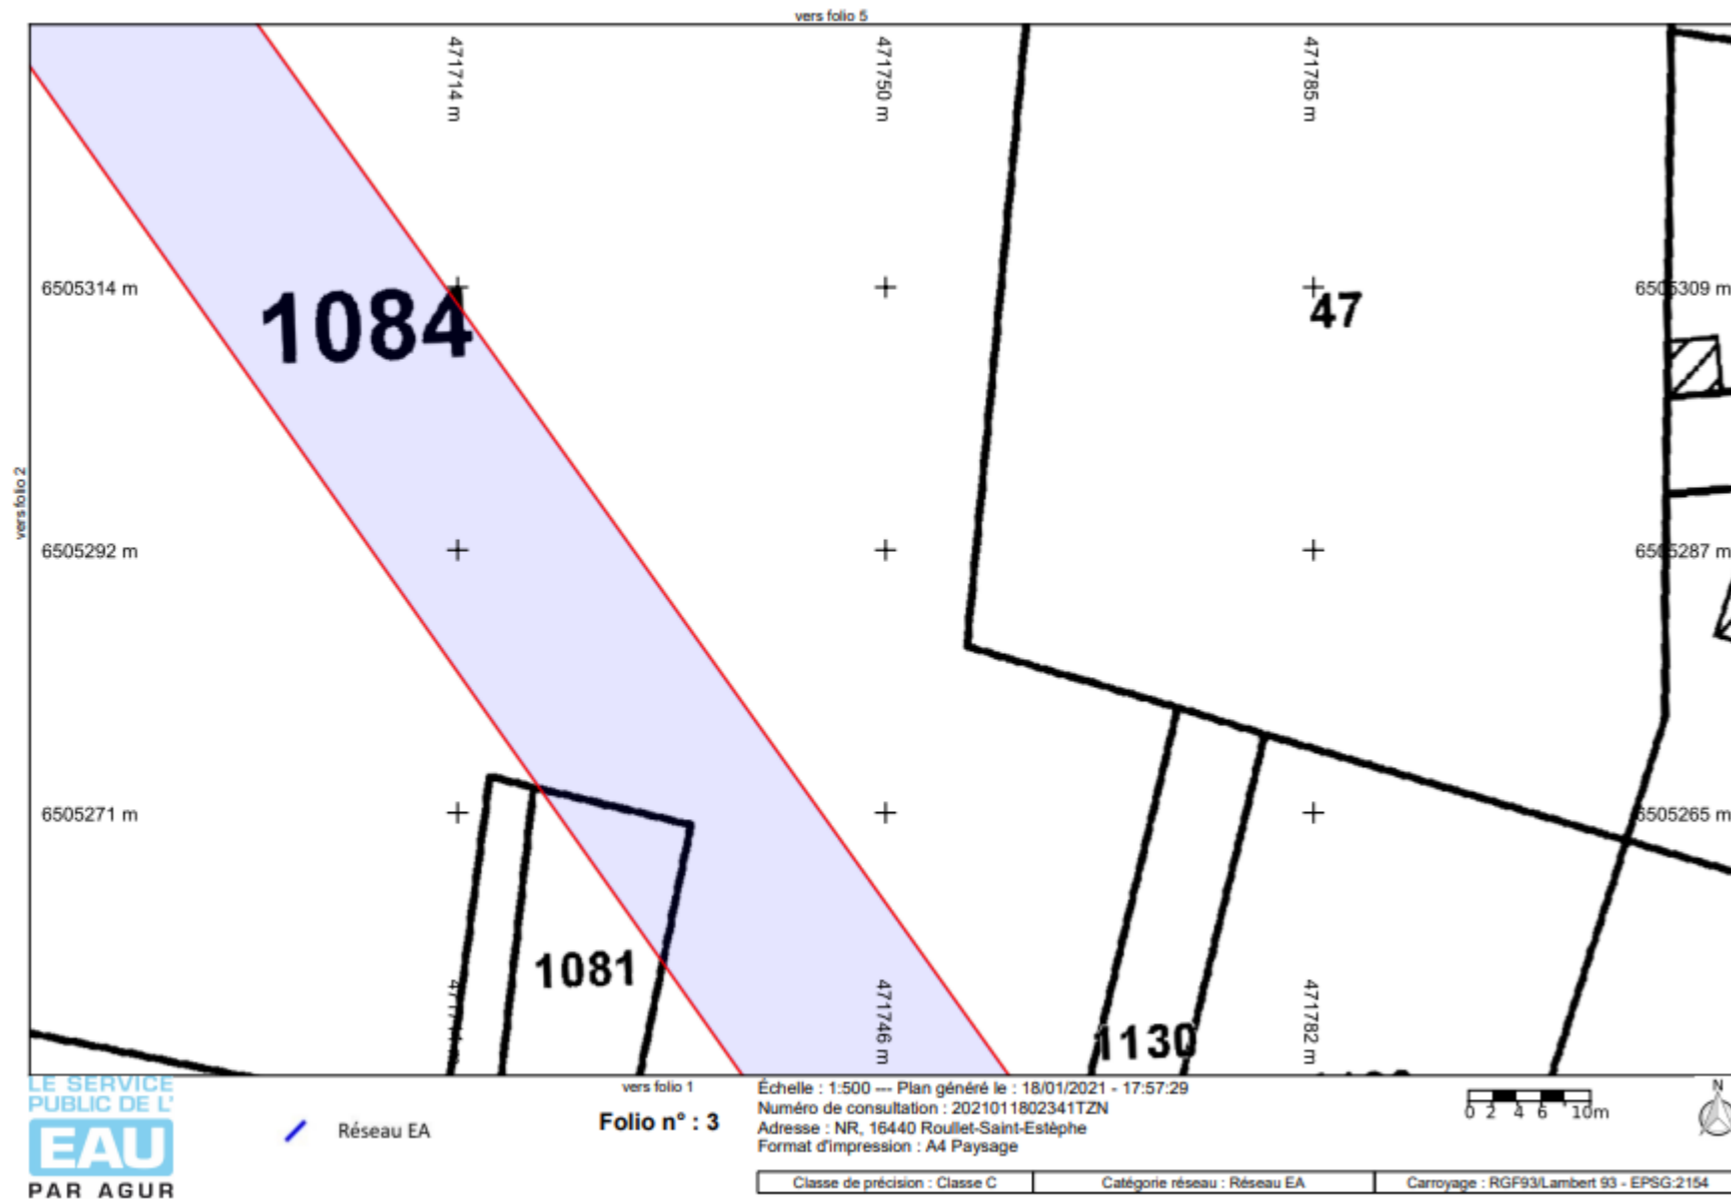 vers folio 5
471714 m
471750 m
471785 m
6505314 m
1084
47
6505309 m
vers folio 2
6505292 m
6505287 m
6505271 m
6505265 m
1081
471746 m
471782 m
1130
LE SERVICE
PUBLIC DE L'
EAU
PAR AGUR
Réseau EA
vers folio 1
Folio n° : 3
Échelle : 1:500 --- Plan généré le : 18/01/2021 - 17:57:29
Numéro de consultation : 2021011802341TZN
Adresse : NR, 16440 Roullet-Saint-Estèphe
Format d'impression : A4 Paysage
0 2 4 6 10m
N
Classe de précision : Classe C
Catégorie réseau : Réseau EA
Carroyage : RGF93/Lambert 93 - EPSG:2154